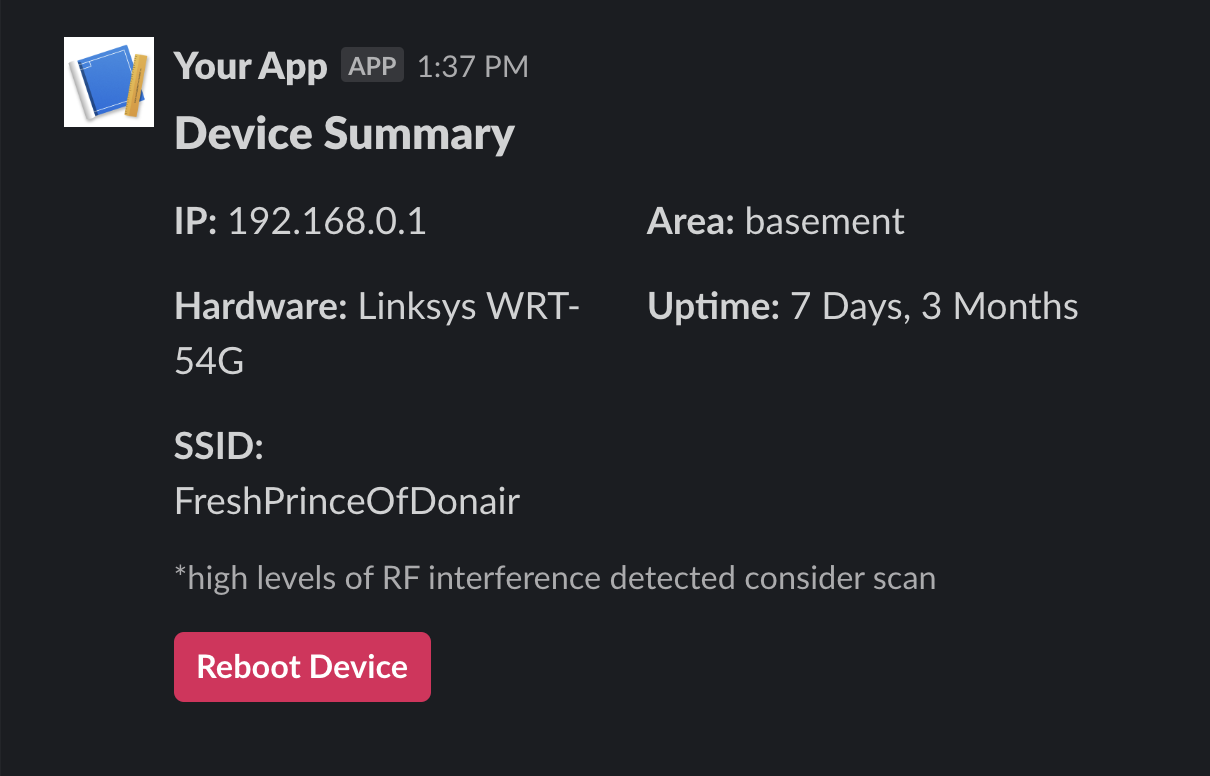 Your App APP 1:37 PM
Device Summary
IP: 192.168.0.1
Area: basement
Hardware: Linksys WRT-
54G
Uptime: 7 Days, 3 Months
SSID:
FreshPrinceOfDonair
*high levels of RF interference detected consider scan
Reboot Device